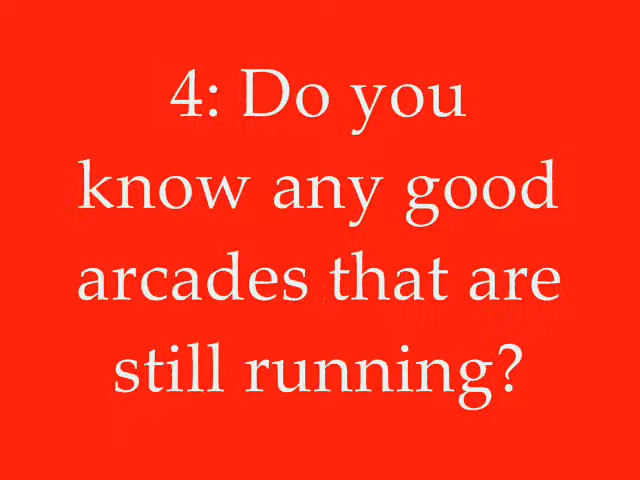 4: Do you
know any good
arcades that are
still running?